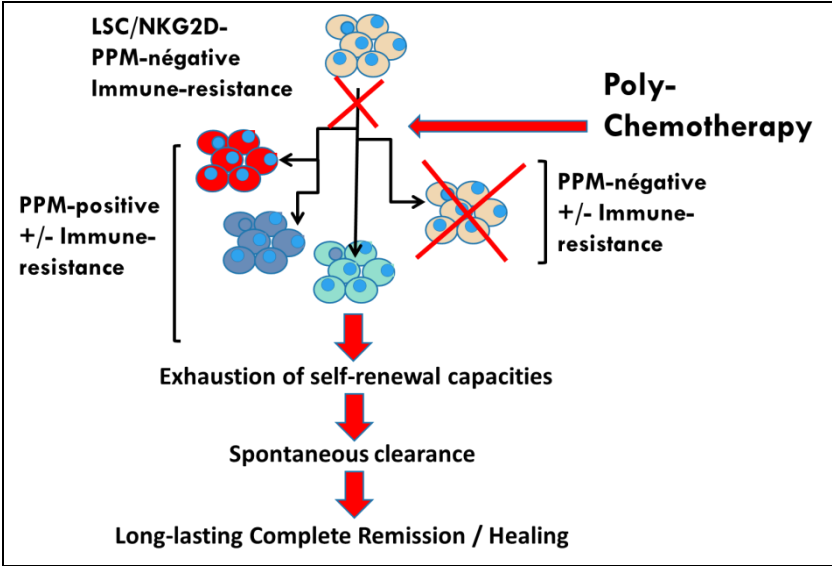 LSC/NKG2D-
PPM-négative
Immune-resistance
Poly-
Chemotherapy
PPM-positive
+/- Immune-
resistance
PPM-négative
+/- Immune-
resistance
Exhaustion of self-renewal capacities
Spontaneous clearance
Long-lasting Complete Remission / Healing